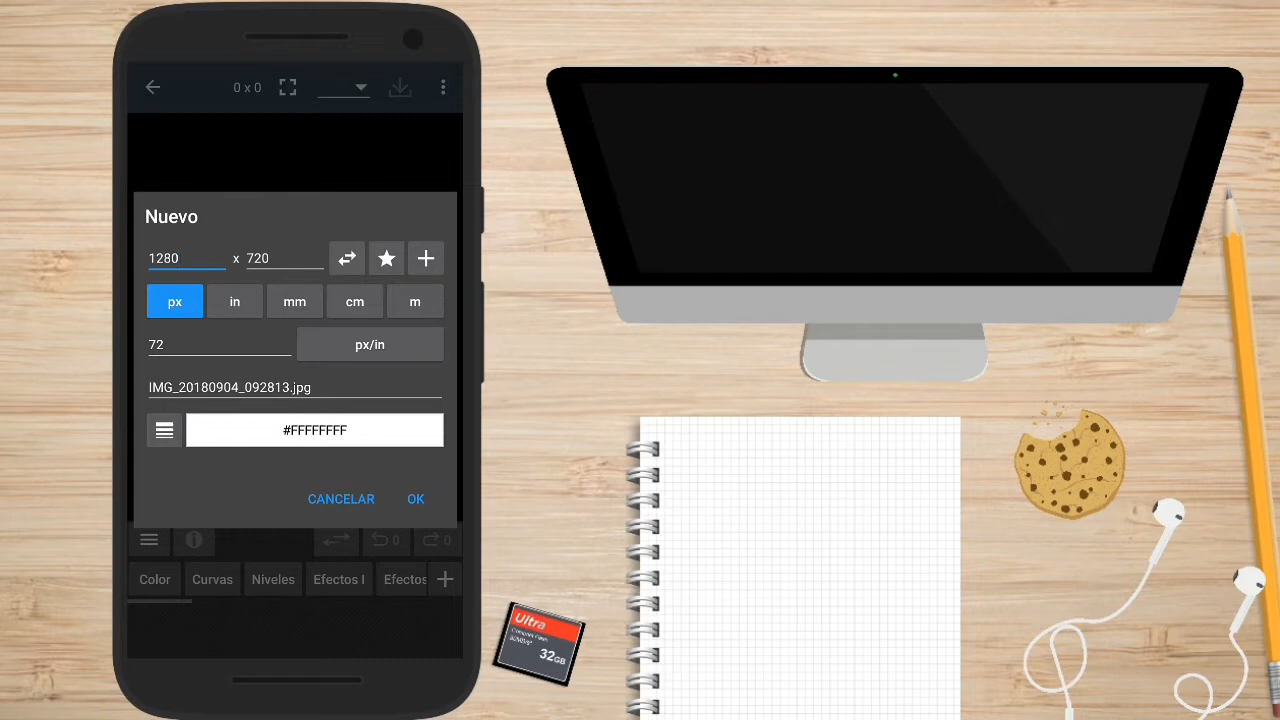 0 x 0
Nuevo
1280 x 720
px in mm cm m
72 px/in
IMG_20180904_092813.jpg
#FFFFFFFF
CANCELAR OK
0 0
Color Curvas Niveles Efectos I Efectos
Ultra
32GB